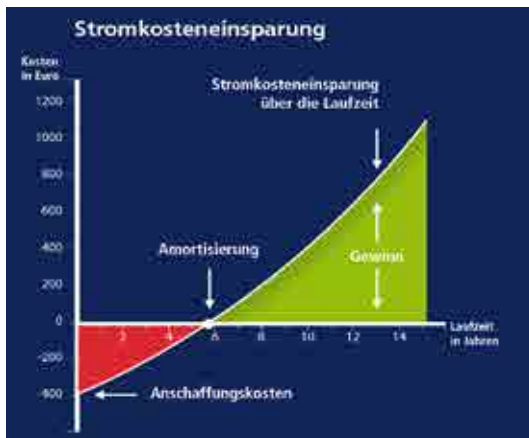 Stromkosteneinsparung
Kosten
in Euro
1200
Stromkosteneinsparung
über die Laufzeit
1000
800
600
Amortisierung
400
Gewinn
200
0
2 4 6 8 10 12 14
Laufzeit
in Jahren
-200
-400
Anschaffungskosten